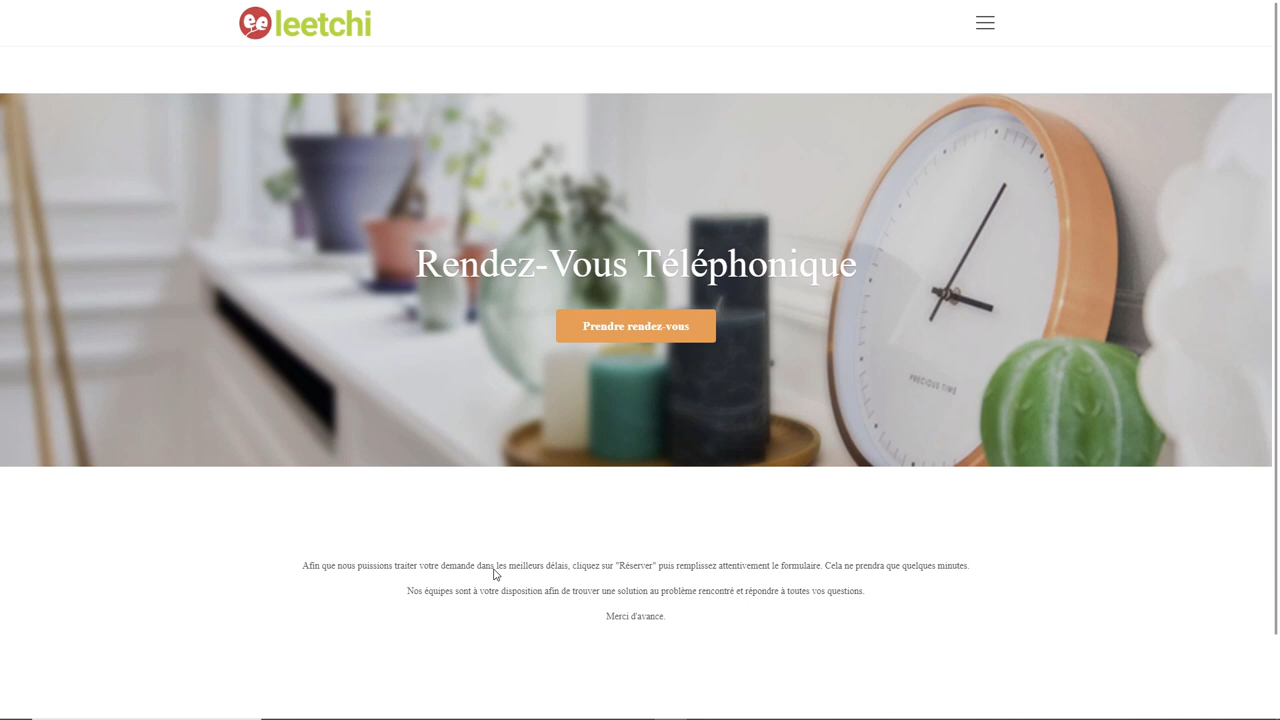 leetchi
Rendez-Vous Téléphonique
Prendre rendez-vous
PRECIOUS TIME
Afin que nous puissions traiter votre demande dans les meilleurs délais, cliquez sur "Réserver" puis remplissez attentivement le formulaire. Cela ne prendra que quelques minutes.
Nos équipes sont à votre disposition afin de trouver une solution au problème rencontré et répondre à toutes vos questions.
Merci d'avance.